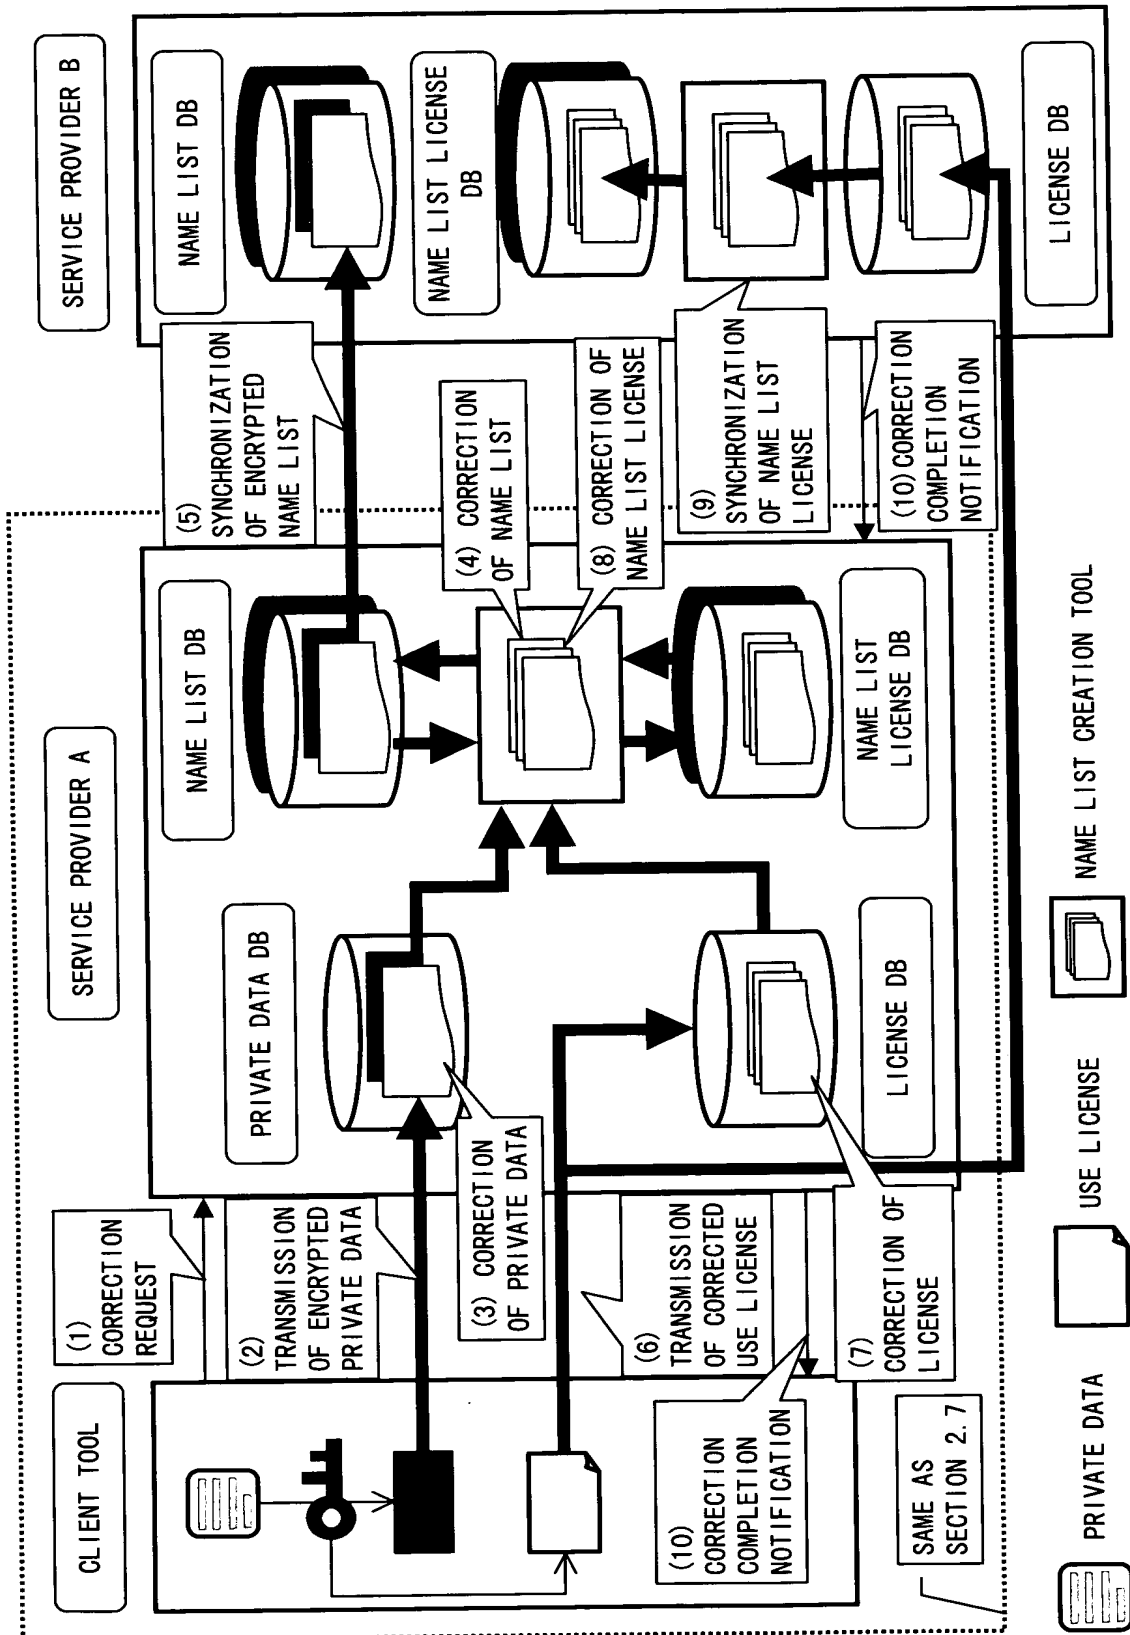 CLIENT TOOL
SERVICE PROVIDER A
SERVICE PROVIDER B
(1)
CORRECTION
REQUEST
(2)
TRANSMISSION
OF ENCRYPTED
PRIVATE DATA
PRIVATE DATA DB
(3) CORRECTION
OF PRIVATE DATA
NAME LIST DB
(4) CORRECTION
OF NAME LIST
(5)
SYNCHRONIZATION
OF ENCRYPTED
NAME LIST
NAME LIST DB
NAME LIST LICENSE
DB
(6)
TRANSMISSION
OF CORRECTED
USE LICENSE
(7)
CORRECTION OF
LICENSE
LICENSE DB
(8) CORRECTION OF
NAME LIST LICENSE
NAME LIST
LICENSE DB
(9)
SYNCHRONIZATION
OF NAME LIST
LICENSE
(10)CORRECTION
COMPLETION
NOTIFICATION
LICENSE DB
(10)
CORRECTION
COMPLETION
NOTIFICATION
SAME AS
SECTION 2.7
PRIVATE DATA
USE LICENSE
NAME LIST CREATION TOOL